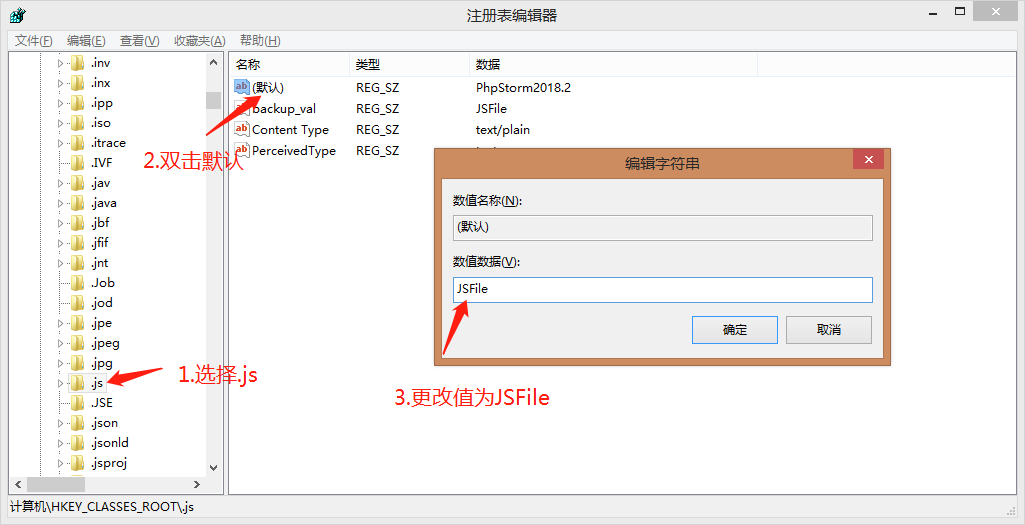 注册表编辑器
文件(F) 编辑(E) 查看(V) 收藏夹(A) 帮助(H)
.inv
.inx
.ipp
.iso
.itrace
.IVF
.jav
.java
.jbf
.jfif
.jnt
.Job
.jod
.jpe
.jpeg
.jpg
.js
.JSE
.json
.jsonld
.jsproj
1.选择.js
名称 类型 数据
(默认) REG_SZ PhpStorm2018.2
backup_val REG_SZ JSFile
Content Type REG_SZ text/plain
PerceivedType REG_SZ
2.双击默认
编辑字符串
数值名称(N):
(默认)
数值数据(V):
JSFile
确定 取消
3.更改值为JSFile
计算机\HKEY_CLASSES_ROOT\.js